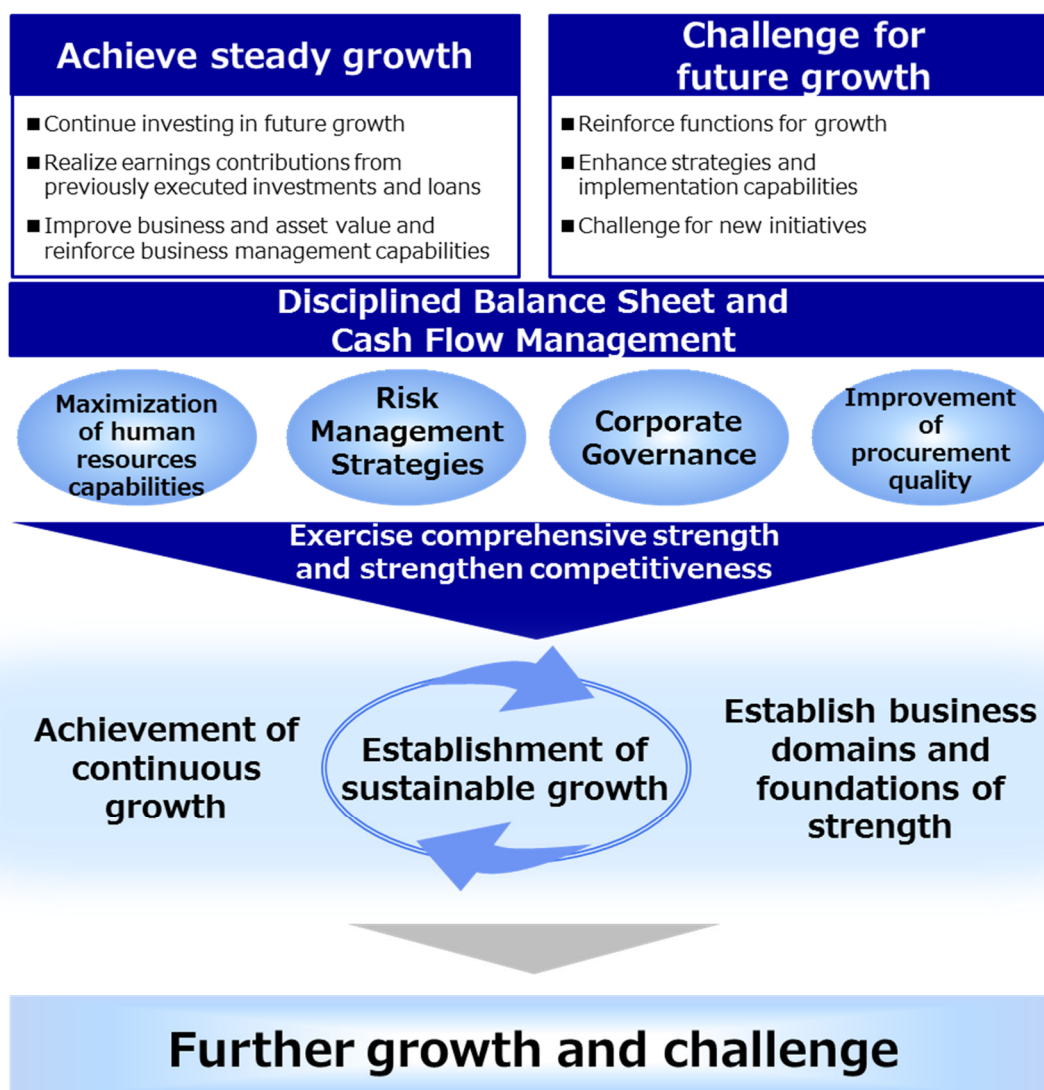 Achieve steady growth
■ Continue investing in future growth
■ Realize earnings contributions from
previously executed investments and loans
■ Improve business and asset value and
reinforce business management capabilities
Challenge for
future growth
■ Reinforce functions for growth
■ Enhance strategies and
implementation capabilities
■ Challenge for new initiatives
Disciplined Balance Sheet and
Cash Flow Management
Maximization
of human
resources
capabilities
Risk
Management
Strategies
Corporate
Governance
Improvement
of
procurement
quality
Exercise comprehensive strength
and strengthen competitiveness
Achievement of
continuous
growth
Establishment of
sustainable growth
Establish business
domains and
foundations of
strength
Further growth and challenge